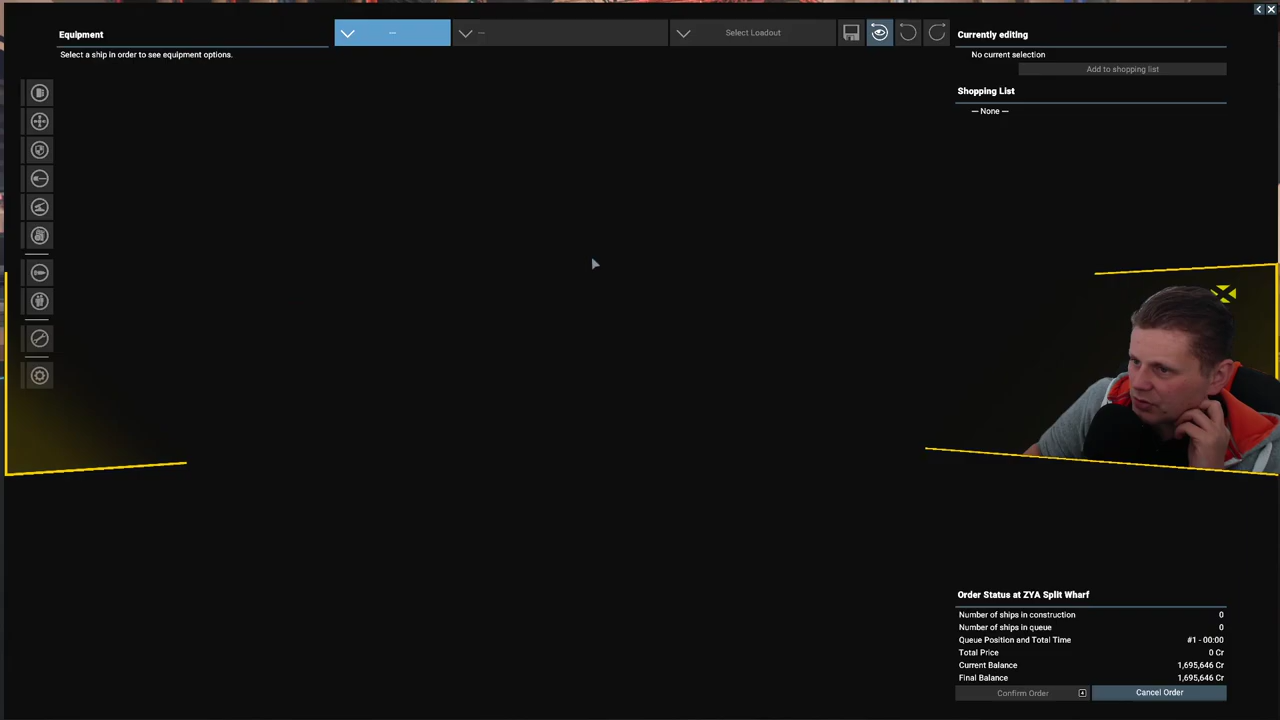 Equipment
Select a ship in order to see equipment options.
---
---
Select Loadout
Currently editing
No current selection
Add to shopping list
Shopping List
— None —
Order Status at ZYA Split Wharf
Number of ships in construction 0
Number of ships in queue 0
Queue Position and Total Time #1 - 00:00
Total Price 0 Cr
Current Balance 1,695,646 Cr
Final Balance 1,695,646 Cr
Confirm Order
Cancel Order